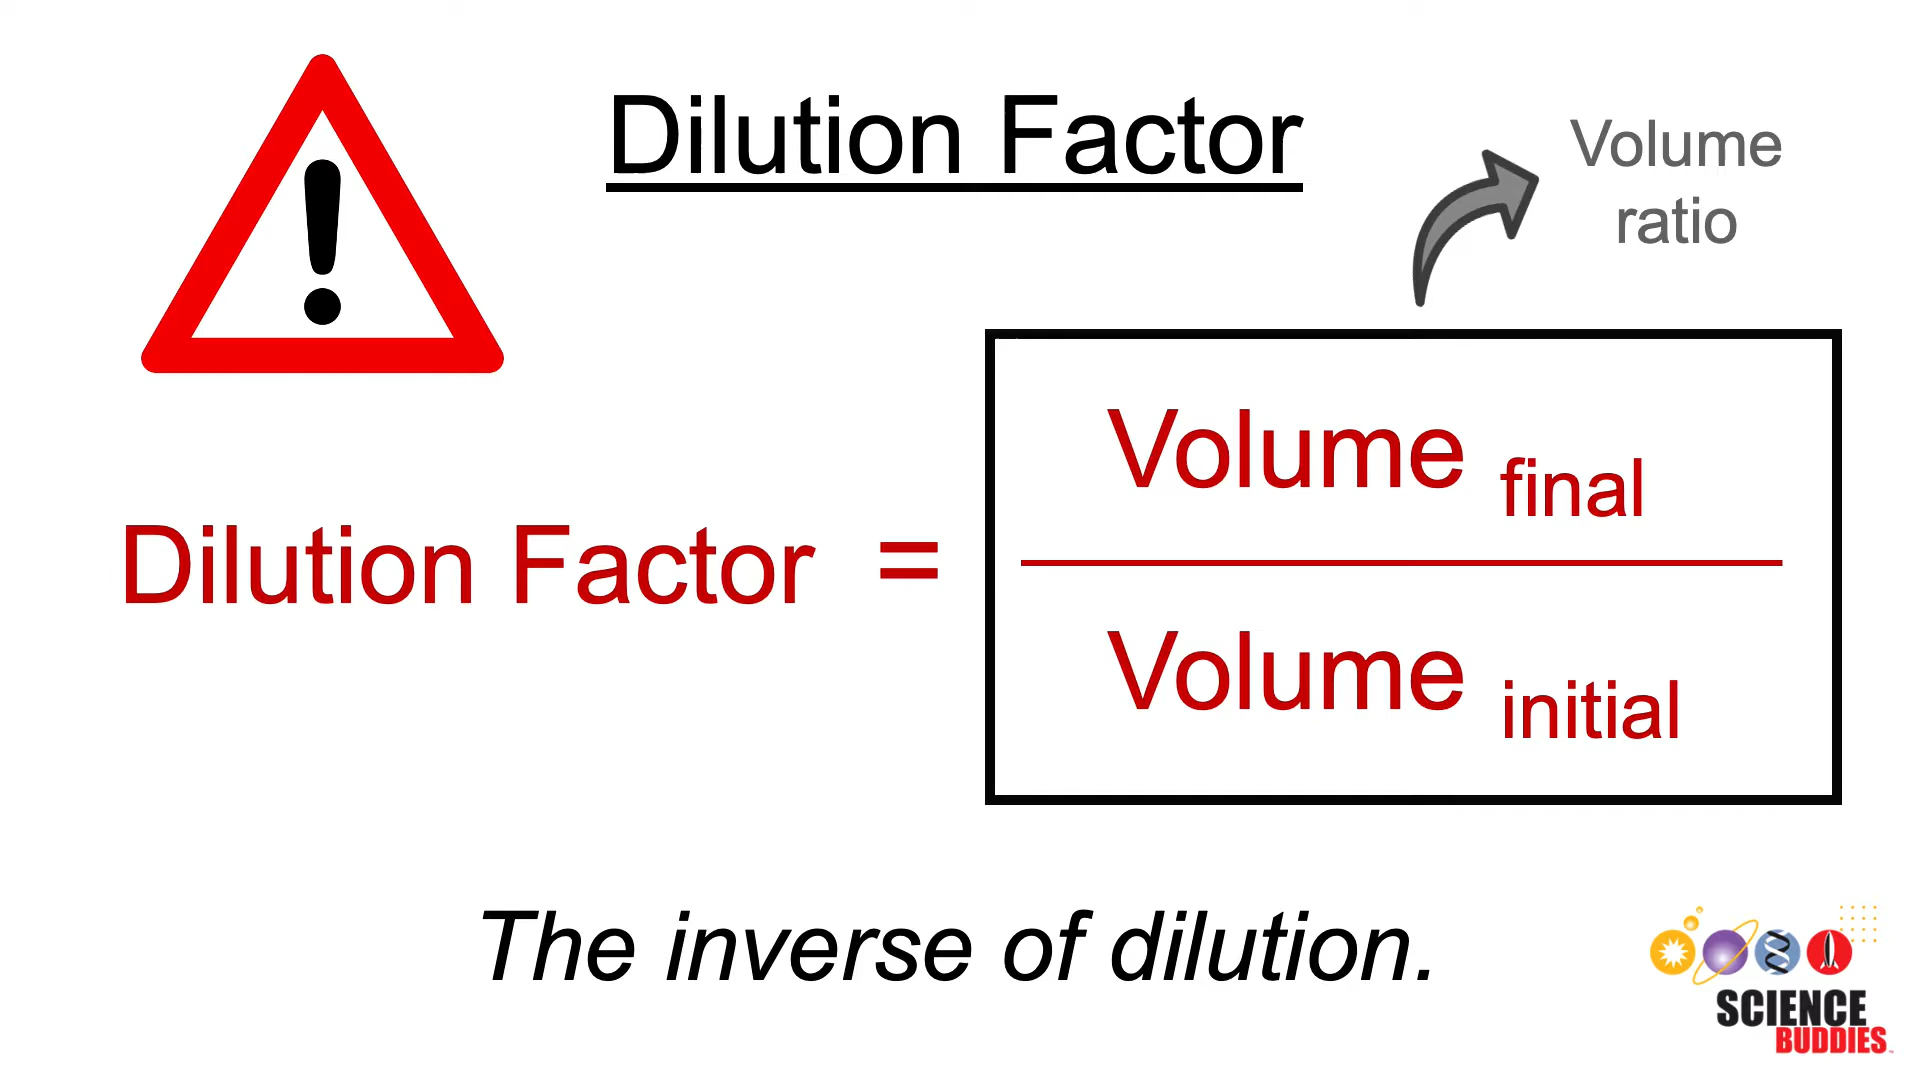 Dilution Factor
Volume
ratio
Dilution Factor =
Volume final
Volume initial
The inverse of dilution.
SCIENCE
BUDDIES